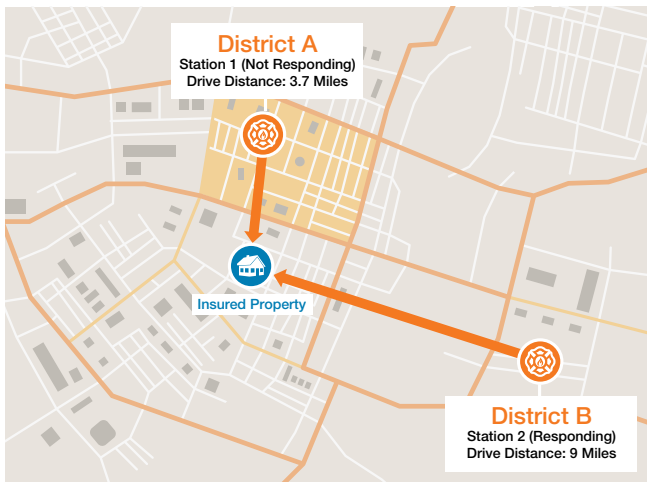 District A
Station 1 (Not Responding)
Drive Distance: 3.7 Miles
Insured Property
District B
Station 2 (Responding)
Drive Distance: 9 Miles